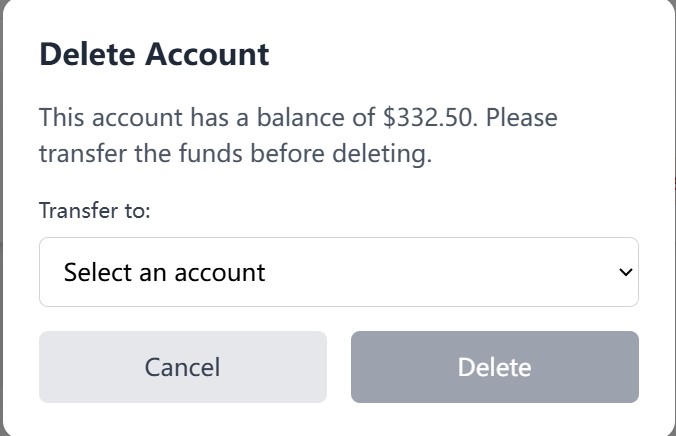 Delete Account
This account has a balance of $332.50. Please
transfer the funds before deleting.
Transfer to:
Select an account
Cancel
Delete